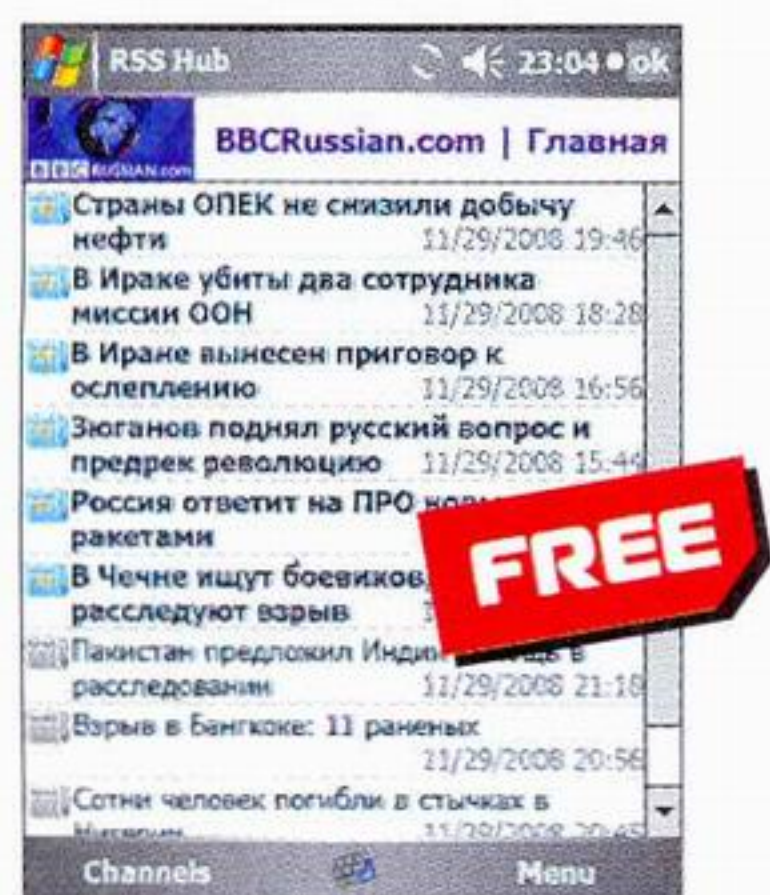 RSS Hub 23:04 ok
BBC RUSSIAN.com
BBCRussian.com | Главная
Страны ОПЕК не снизили добычу
нефти 11/29/2008 19:46
В Ираке убиты два сотрудника
миссии ООН 11/29/2008 18:28
В Иране вынесен приговор к
ослеплению 11/29/2008 16:56
Зюганов поднял русский вопрос и
предрек революцию 11/29/2008
Россия ответит на ПРО
ракетами
В Чечне ищут боевиков,
расследуют взрыв
FREE
Пакистан предложил Индии в
расследовании 11/29/2008 21:18
Взрыв в Бангкоке: 11 раненых
11/29/2008 20:56
Сотни человек погибли в стычках в
Channels Menu